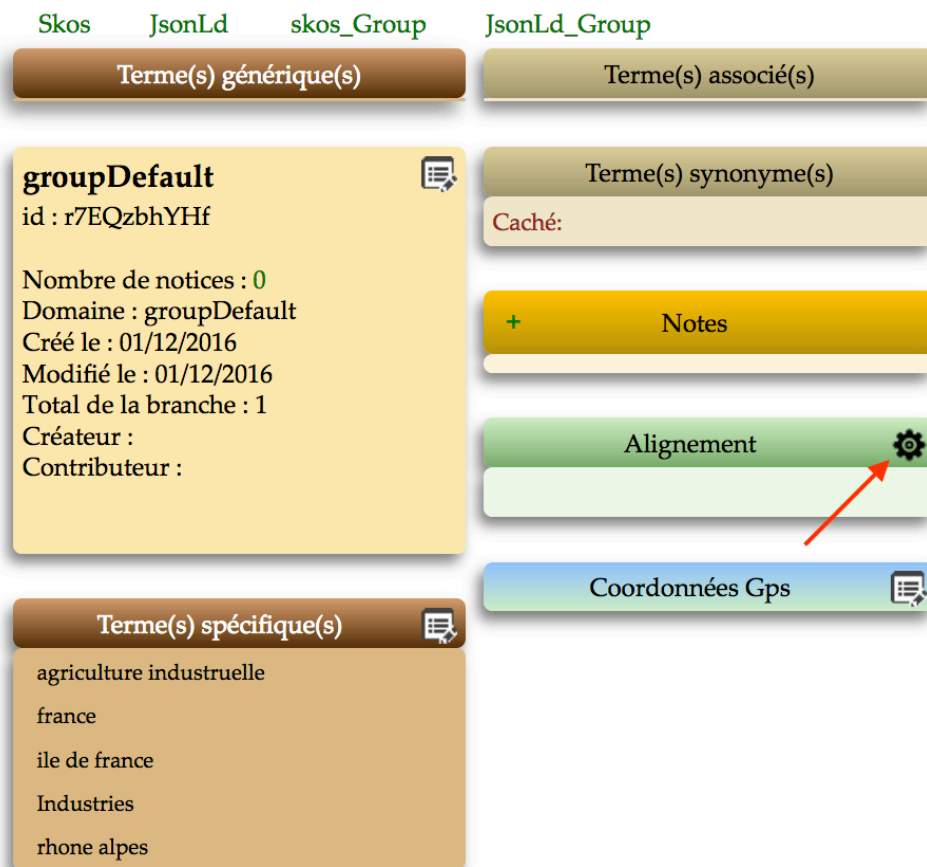 Skos JsonLd skos_Group JsonLd_Group
Terme(s) générique(s)
groupDefault
id : r7EQzbhYHf
Nombre de notices : 0
Domaine : groupDefault
Créé le : 01/12/2016
Modifié le : 01/12/2016
Total de la branche : 1
Créateur :
Contributeur :
Terme(s) spécifique(s)
agriculture industruelle
france
ile de france
Industries
rhone alpes
Terme(s) associé(s)
Terme(s) synonyme(s)
Caché:
+ Notes
Alignement
Coordonnées Gps